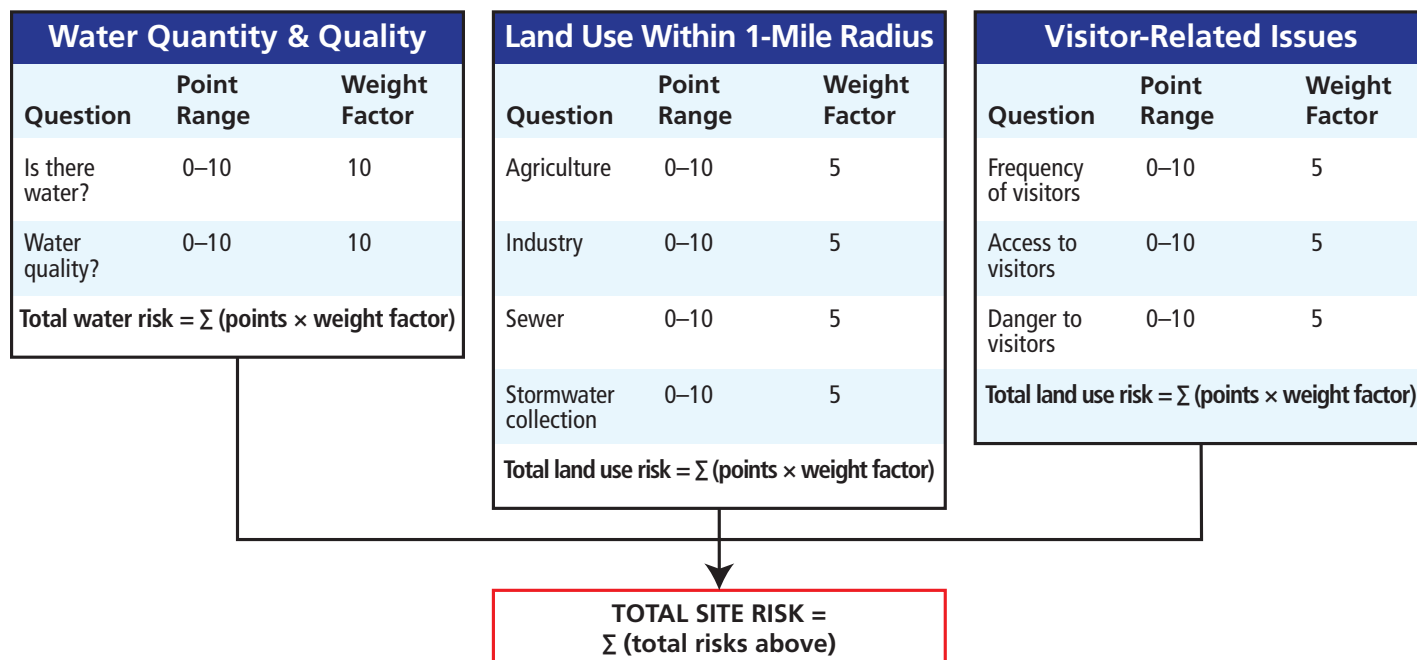 Water Quantity & Quality
Question Point Range Weight Factor
Is there water? 0–10 10
Water quality? 0–10 10
Total water risk = Σ (points × weight factor)
Land Use Within 1-Mile Radius
Question Point Range Weight Factor
Agriculture 0–10 5
Industry 0–10 5
Sewer 0–10 5
Stormwater collection 0–10 5
Total land use risk = Σ (points × weight factor)
Visitor-Related Issues
Question Point Range Weight Factor
Frequency of visitors 0–10 5
Access to visitors 0–10 5
Danger to visitors 0–10 5
Total land use risk = Σ (points × weight factor)
TOTAL SITE RISK =
Σ (total risks above)